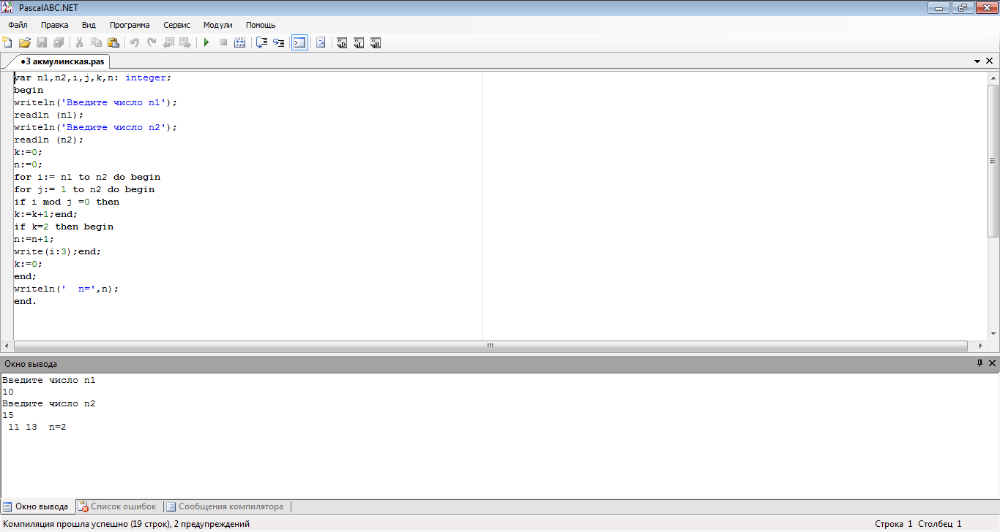 PascalABC.NET
Файл Правка Вид Программа Сервис Модули Помощь
•3 акмулинская.pas
var n1,n2,i,j,k,n: integer;
begin
writeln('Введите число n1');
readln (n1);
writeln('Введите число n2');
readln (n2);
k:=0;
n:=0;
for i:= n1 to n2 do begin
for j:= 1 to n2 do begin
if i mod j =0 then
k:=k+1;end;
if k=2 then begin
n:=n+1;
write(i:3);end;
k:=0;
end;
writeln('  n=',n);
end.
Окно вывода
Введите число n1
10
Введите число n2
15
 11 13  n=2
Окно вывода Список ошибок Сообщения компилятора
Компиляция прошла успешно (19 строк), 2 предупреждений Строка 1 Столбец 1